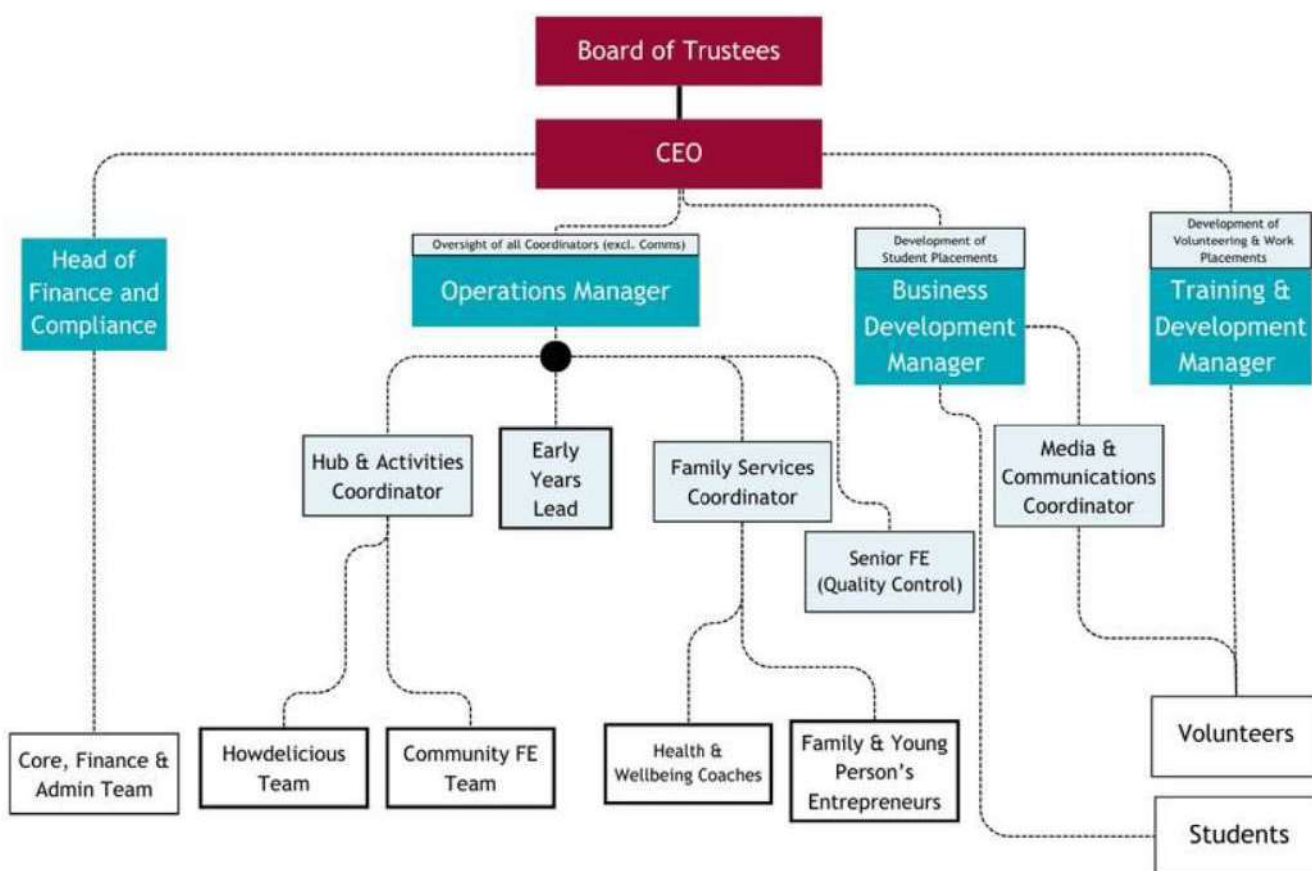 Board of Trustees
CEO
Head of
Finance and
Compliance
Oversight of all Coordinators (excl. Comms)
Operations Manager
Development of
Student Placements
Business
Development
Manager
Development of
Volunteering & Work
Placements
Training &
Development
Manager
Hub & Activities
Coordinator
Early
Years
Lead
Family Services
Coordinator
Senior FE
(Quality Control)
Media &
Communications
Coordinator
Core, Finance &
Admin Team
Howdelicious
Team
Community FE
Team
Health &
Wellbeing Coaches
Family & Young
Person's
Entrepreneurs
Volunteers
Students